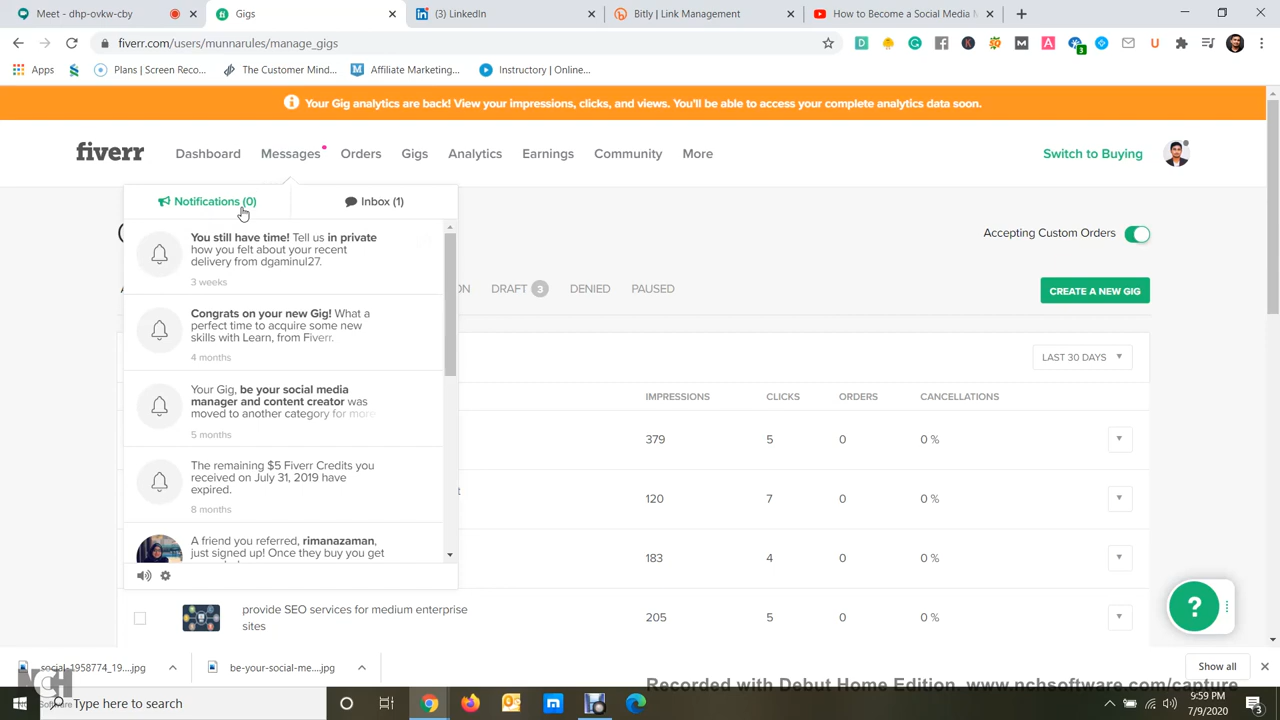 Meet - dhp-ovkw-cby
Gigs
(3) LinkedIn
Bitly | Link Management
How to Become a Social Media M
fiverr.com/users/munnarules/manage_gigs
Apps
Plans | Screen Reco...
The Customer Mind...
Affiliate Marketing...
Instructory | Online...
Your Gig analytics are back! View your impressions, clicks, and views. You'll be able to access your complete analytics data soon.
fiverr
Dashboard
Messages
Orders
Gigs
Analytics
Earnings
Community
More
Switch to Buying
Notifications (0)
Inbox (1)
You still have time! Tell us in private
how you felt about your recent
delivery from dgaminul27.
3 weeks
Congrats on your new Gig! What a
perfect time to acquire some new
skills with Learn, from Fiverr.
4 months
Your Gig, be your social media
manager and content creator was
moved to another category for more
5 months
The remaining $5 Fiverr Credits you
received on July 31, 2019 have
expired.
8 months
A friend you referred, rimanazaman,
just signed up! Once they buy you get
Accepting Custom Orders
DRAFT 3
DENIED
PAUSED
CREATE A NEW GIG
LAST 30 DAYS
IMPRESSIONS
CLICKS
ORDERS
CANCELLATIONS
379 5 0 0 %
120 7 0 0 %
183 4 0 0 %
provide SEO services for medium enterprise
sites
205 5 0 0 %
?
social-1958774_19....jpg
be-your-social-me....jpg
Show all
NCH
Software
Recorded with Debut Home Edition. www.nchsoftware.com/capture
Type here to search
9:59 PM
7/9/2020
3